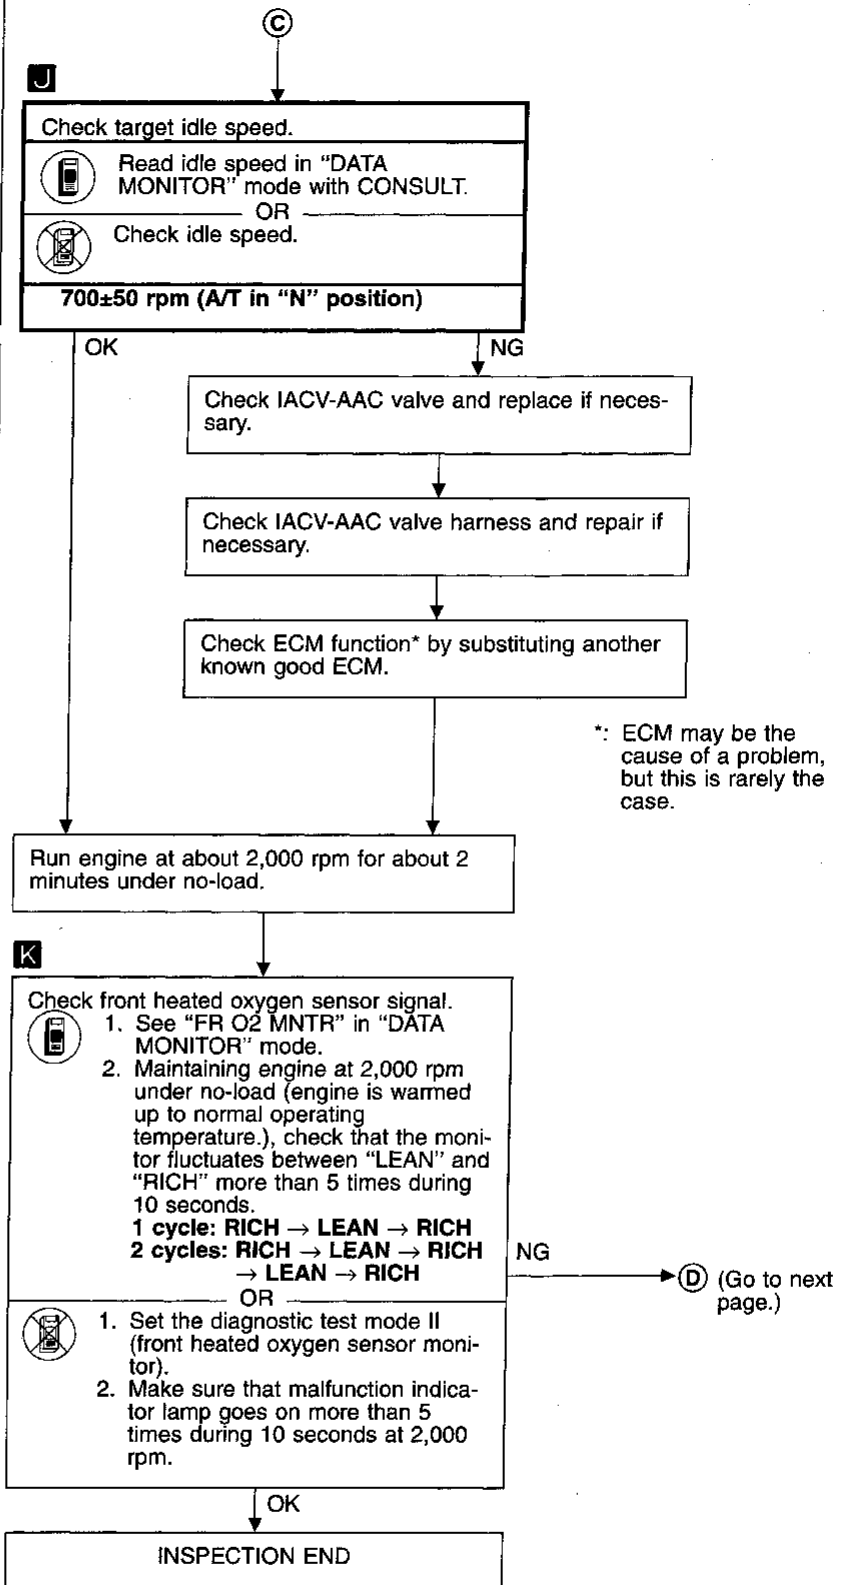 C
J
Check target idle speed.
Read idle speed in “DATA
MONITOR” mode with CONSULT.
OR
Check idle speed.
700±50 rpm (A/T in “N” position)
OK
NG
Check IACV-AAC valve and replace if neces-
sary.
Check IACV-AAC valve harness and repair if
necessary.
Check ECM function* by substituting another
known good ECM.
*: ECM may be the
cause of a problem,
but this is rarely the
case.
Run engine at about 2,000 rpm for about 2
minutes under no-load.
K
Check front heated oxygen sensor signal.
1. See “FR O2 MNTR” in “DATA
MONITOR” mode.
2. Maintaining engine at 2,000 rpm
under no-load (engine is warmed
up to normal operating
temperature.), check that the moni-
tor fluctuates between “LEAN” and
“RICH” more than 5 times during
10 seconds.
1 cycle: RICH → LEAN → RICH
2 cycles: RICH → LEAN → RICH
→ LEAN → RICH
NG
D (Go to next
page.)
OR
1. Set the diagnostic test mode II
(front heated oxygen sensor moni-
tor).
2. Make sure that malfunction indica-
tor lamp goes on more than 5
times during 10 seconds at 2,000
rpm.
OK
INSPECTION END